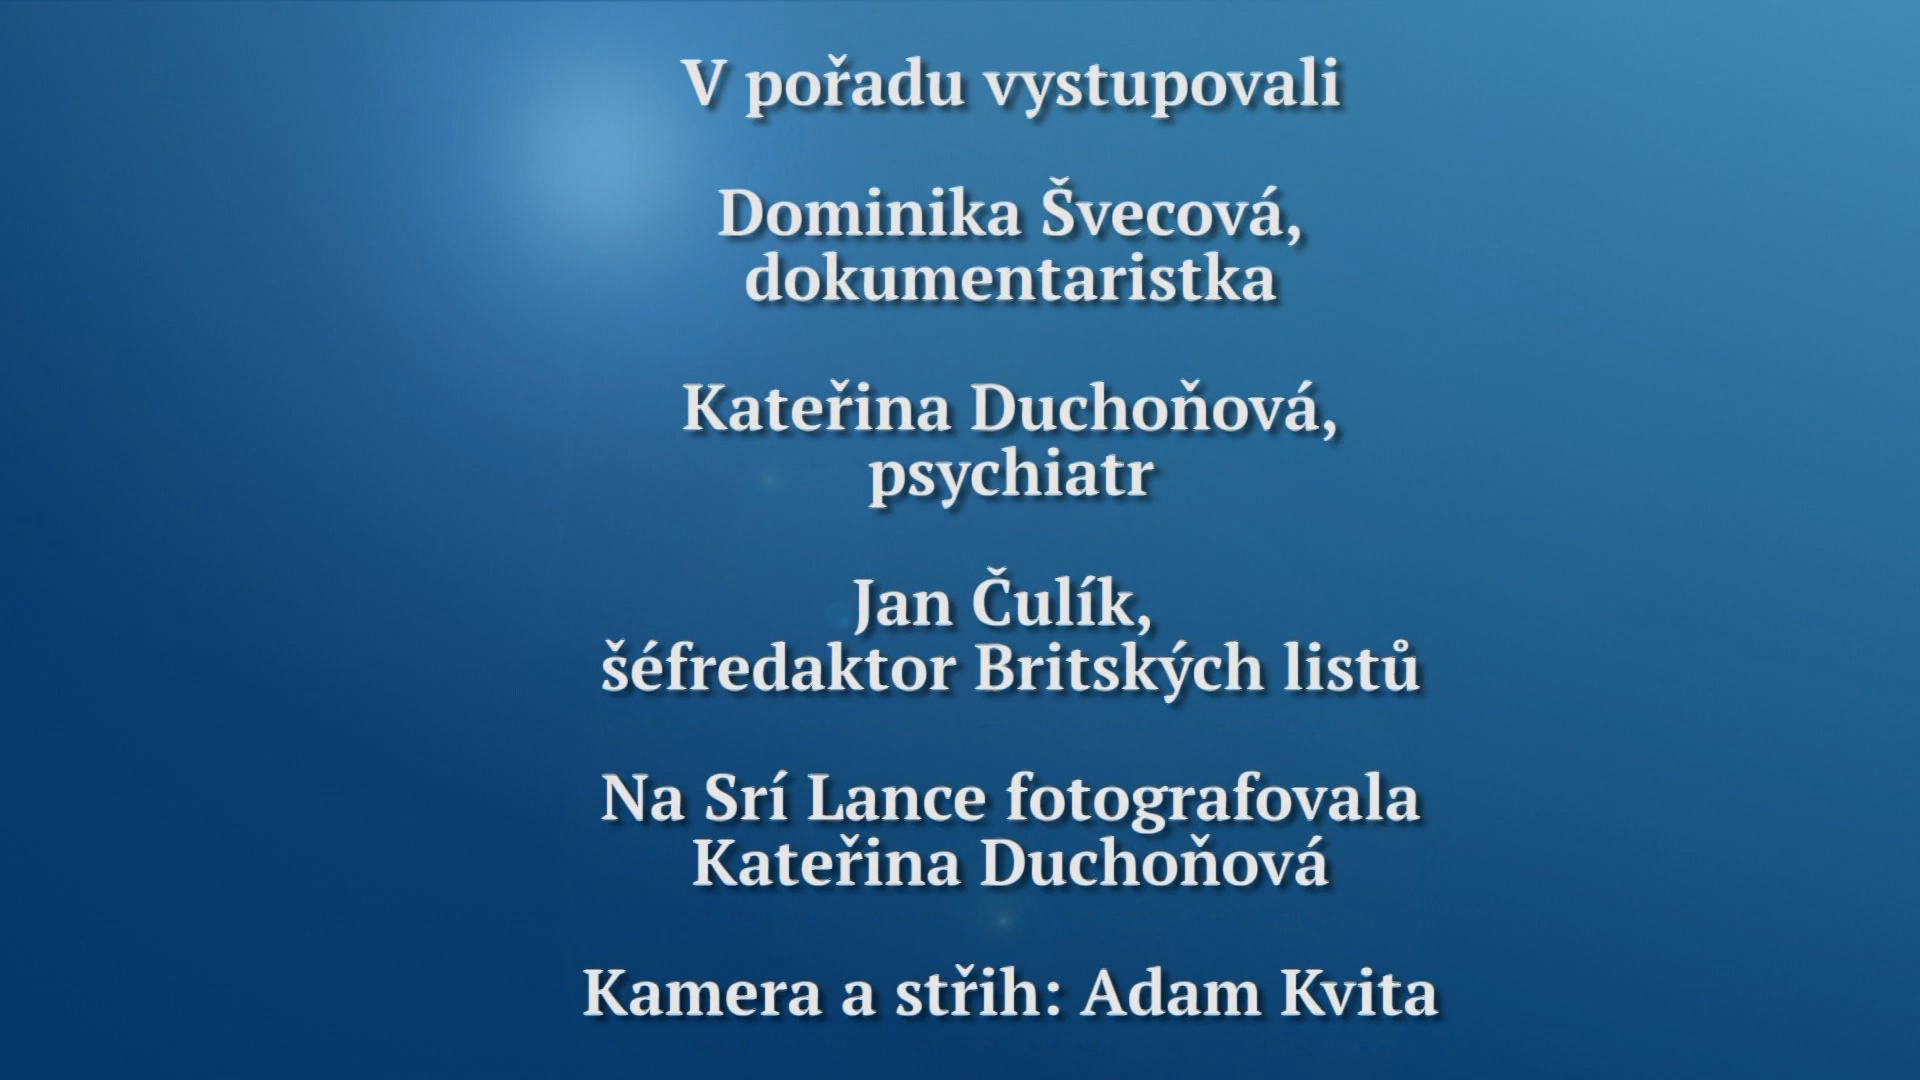 V pořadu vystupovali
Dominika Švecová,
dokumentaristka
Kateřina Duchoňová,
psychiatr
Jan Čulík,
šéfredaktor Britských listů
Na Srí Lance fotografovala
Kateřina Duchoňová
Kamera a střih: Adam Kvita